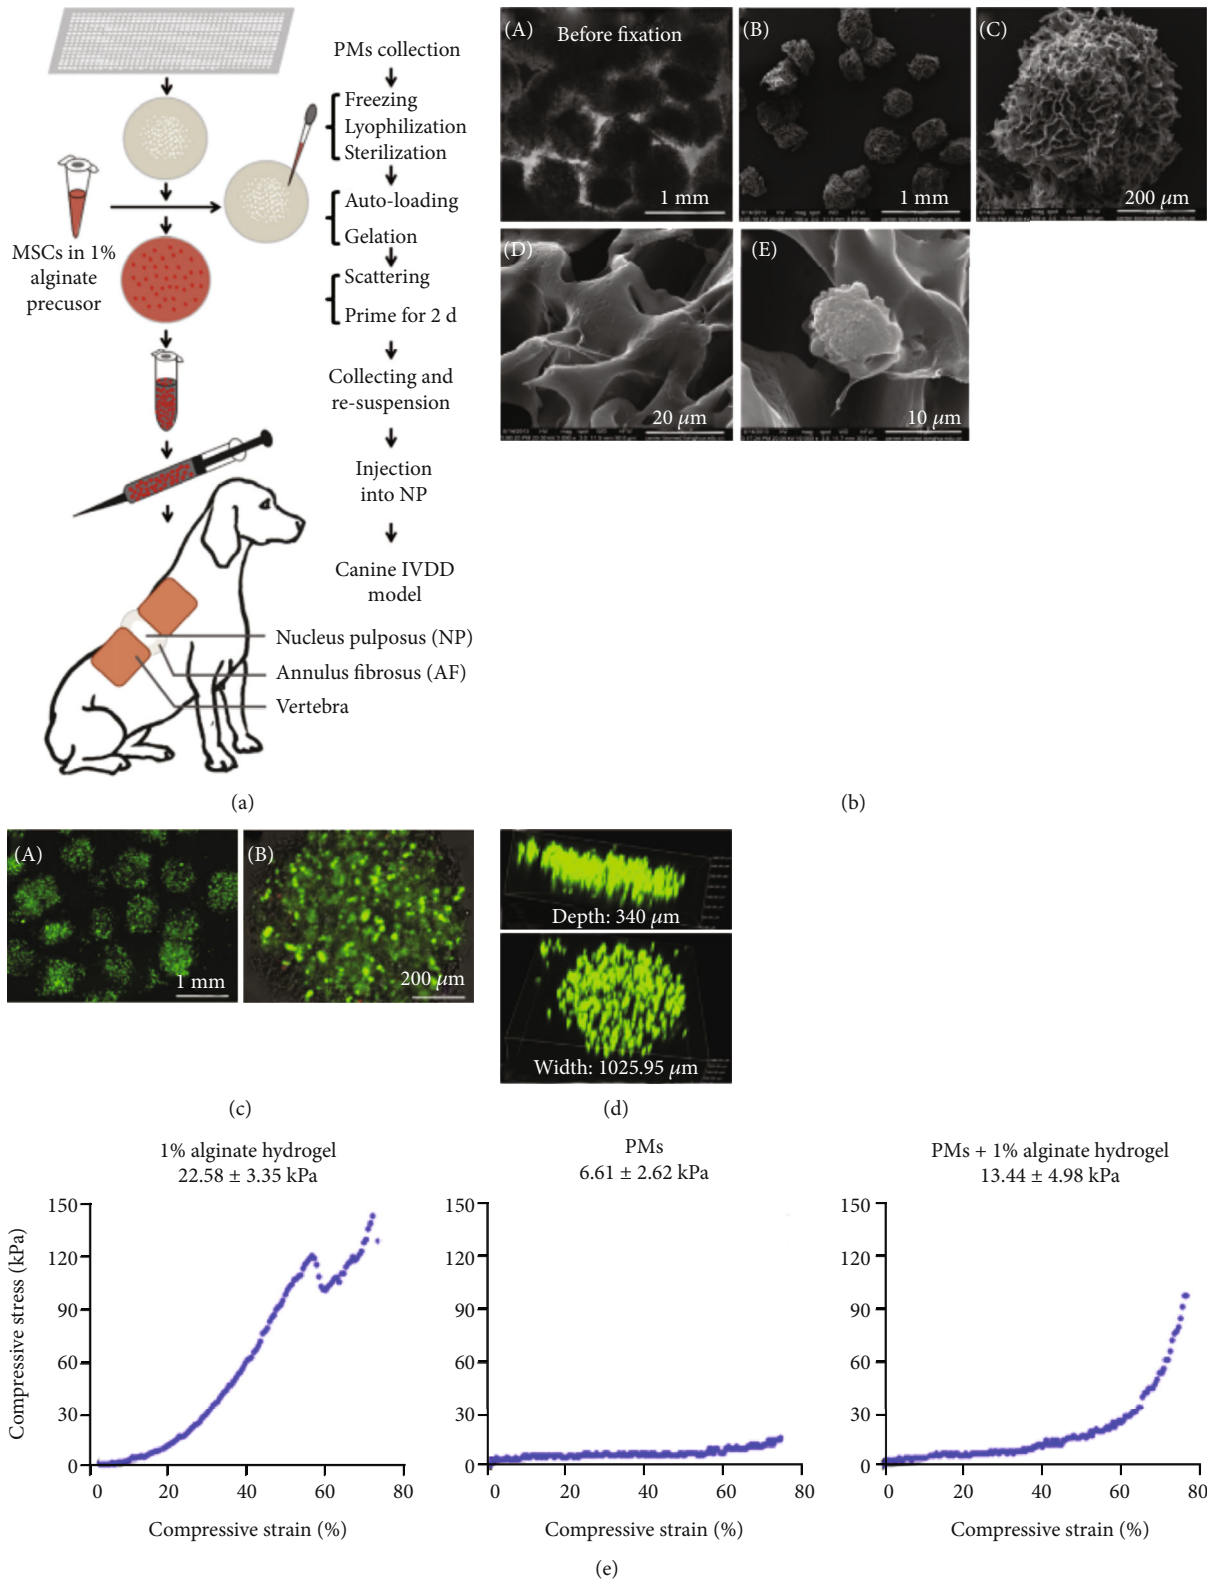 PMs collection
Freezing
Lyophilization
Sterilization
Auto-loading
Gelation
Scattering
Prime for 2 d
Collecting and
re-suspension
Injection
into NP
Canine IVDD
model
MSCs in 1%
alginate
precusor
Nucleus pulposus (NP)
Annulus fibrosus (AF)
Vertebra
(a)
(A)
Before fixation
1 mm
(B)
1 mm
(C)
200 μm
(D)
20 μm
(E)
10 μm
(b)
(A)
1 mm
(B)
200 μm
(c)
Depth: 340 μm
Width: 1025.95 μm
(d)
1% alginate hydrogel
22.58 ± 3.35 kPa
Compressive stress (kPa)
150
120
90
60
30
0
0 20 40 60 80
Compressive strain (%)
PMs
6.61 ± 2.62 kPa
150
120
90
60
30
0
0 20 40 60 80
Compressive strain (%)
PMs + 1% alginate hydrogel
13.44 ± 4.98 kPa
150
120
90
60
30
0
0 20 40 60 80
Compressive strain (%)
(e)